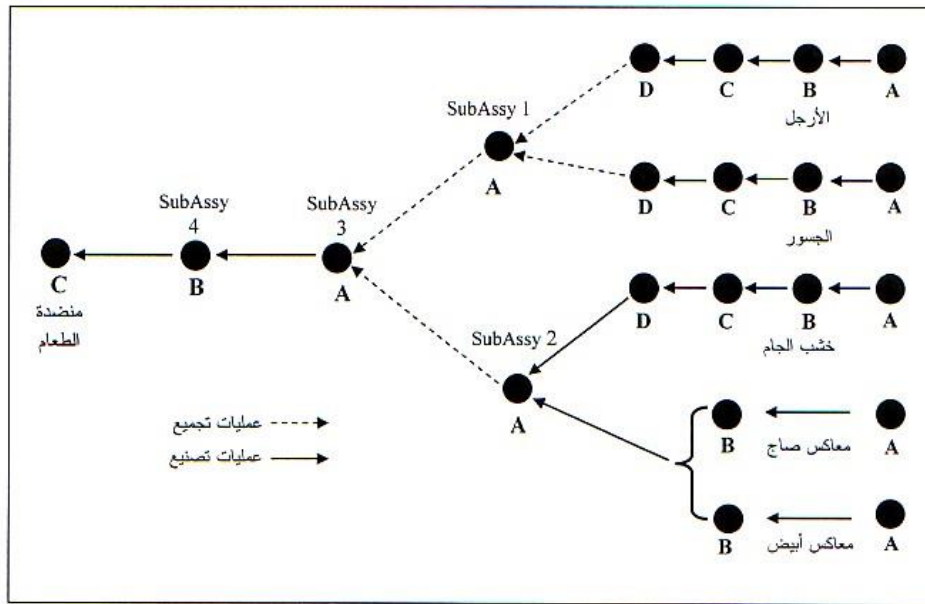 D C B A
الأرجل
SubAssy 1
A
D C B A
الجسور
SubAssy
4
SubAssy
3
C
B
A
منضدة
الطعام
D C B A
خشب الجام
SubAssy 2
A
B معاكس صاج A
B معاكس أبيض A
عمليات تجميع
عمليات تصنيع